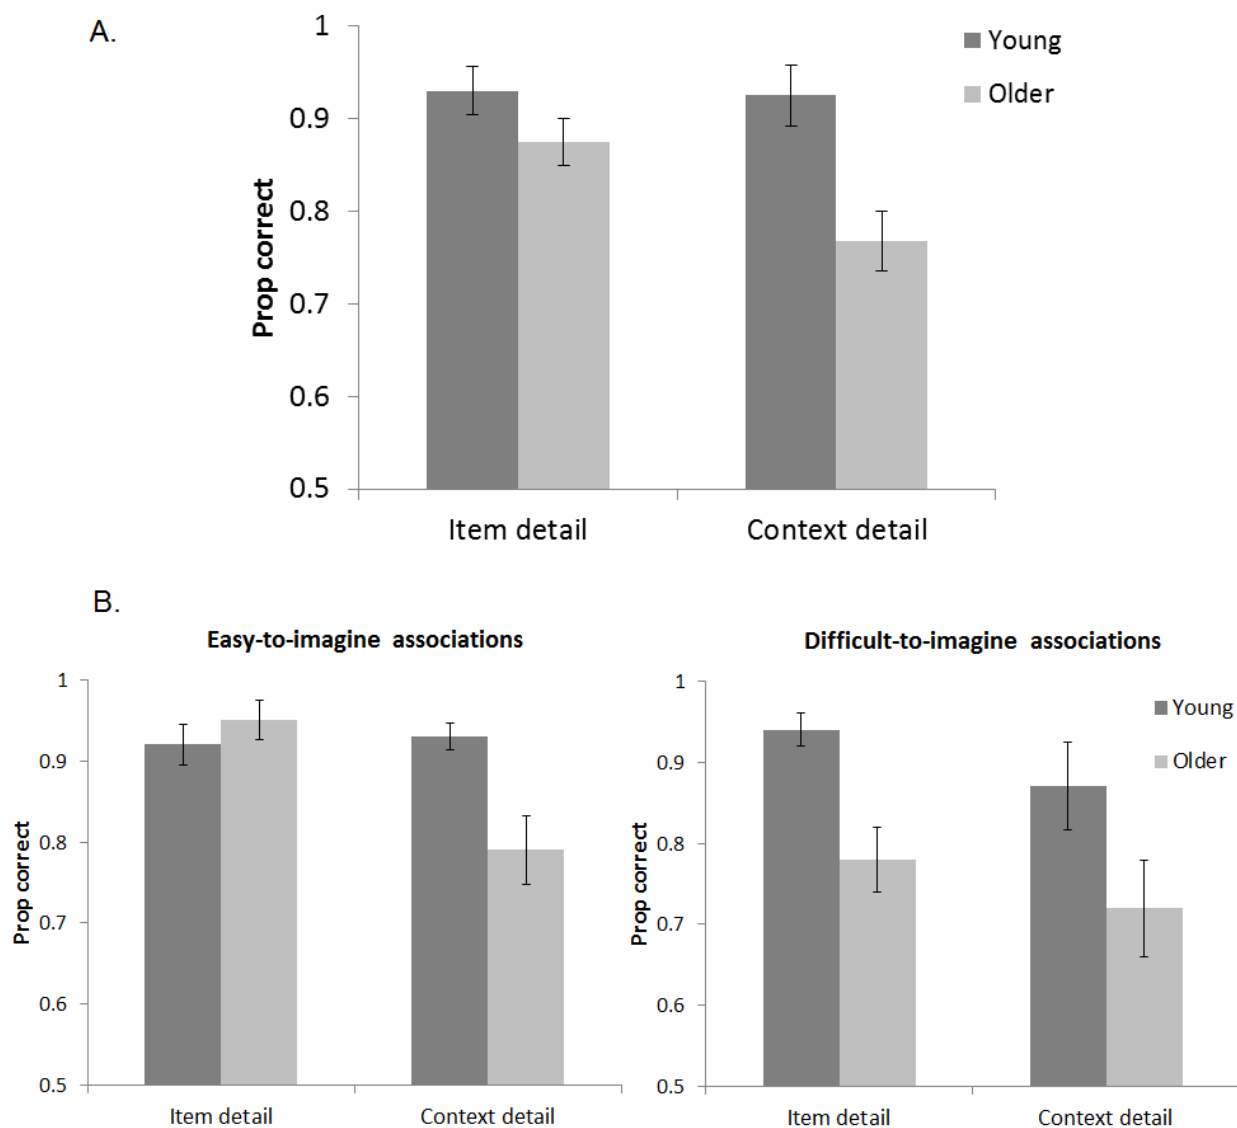 A.
Prop correct
1
0.9
0.8
0.7
0.6
0.5
Item detail
Context detail
Young
Older
B.
Easy-to-imagine associations
Prop correct
1
0.9
0.8
0.7
0.6
0.5
Item detail
Context detail
Difficult-to-imagine associations
Prop correct
1
0.9
0.8
0.7
0.6
0.5
Item detail
Context detail
Young
Older